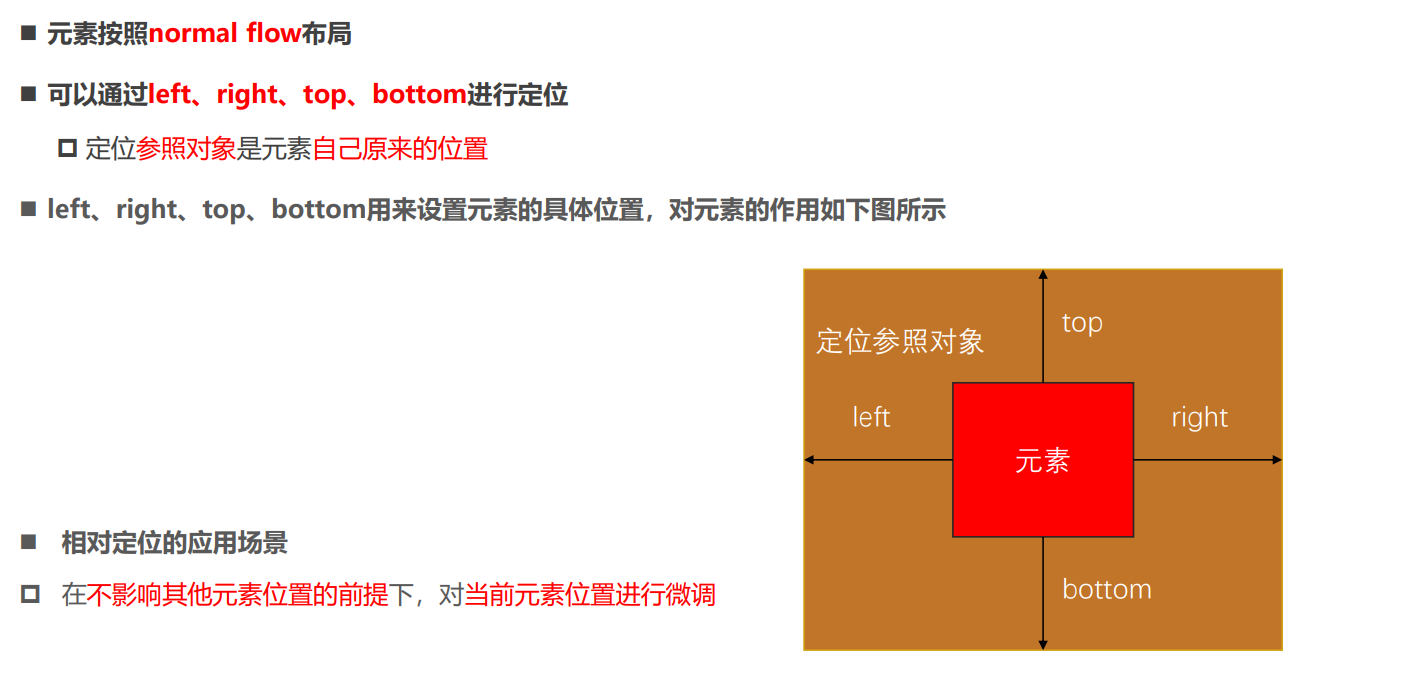 元素按照normal flow布局
可以通过left、right、top、bottom进行定位
定位参照对象是元素自己原来的位置
left、right、top、bottom用来设置元素的具体位置，对元素的作用如下图所示
top
定位参照对象
left
right
元素
bottom
相对定位的应用场景
在不影响其他元素位置的前提下，对当前元素位置进行微调